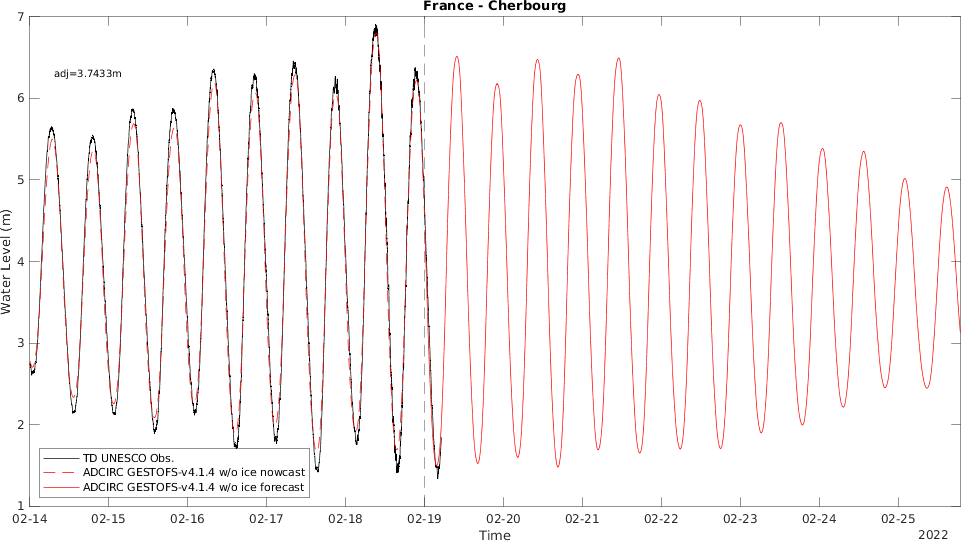 France - Cherbourg
7
adj=3.7433m
6
5
4
3
2
1
Water Level (m)
TD UNESCO Obs.
ADCIRC GESTOFS-v4.1.4 w/o ice nowcast
ADCIRC GESTOFS-v4.1.4 w/o ice forecast
02-14 02-15 02-16 02-17 02-18 02-19 02-20 02-21 02-22 02-23 02-24 02-25
Time
2022